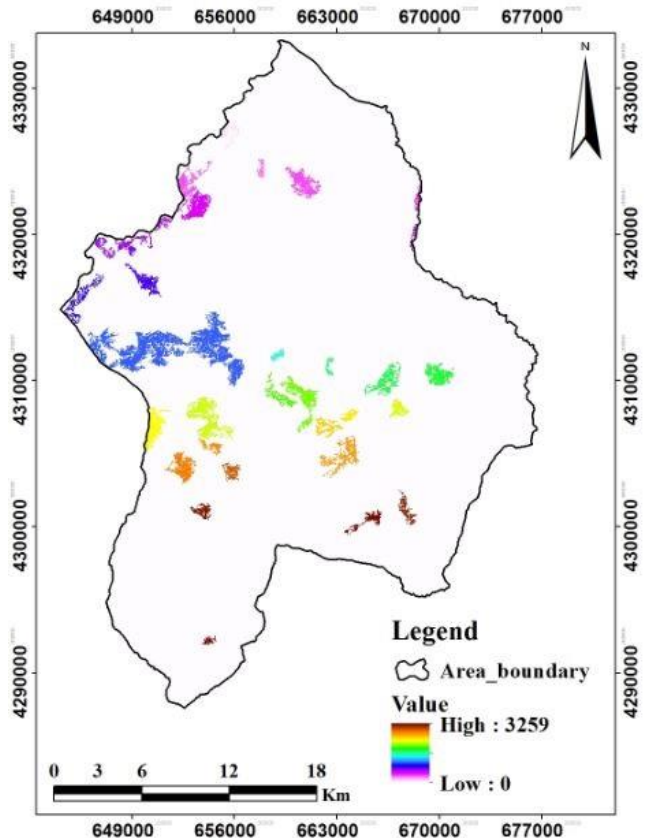 649000 656000 663000 670000 677000
N
4330000 4330000
4320000 4320000
4310000 4310000
4300000 4300000
4290000 4290000
Legend
Area_boundary
Value
High : 3259
Low : 0
0 3 6 12 18
Km
649000 656000 663000 670000 677000